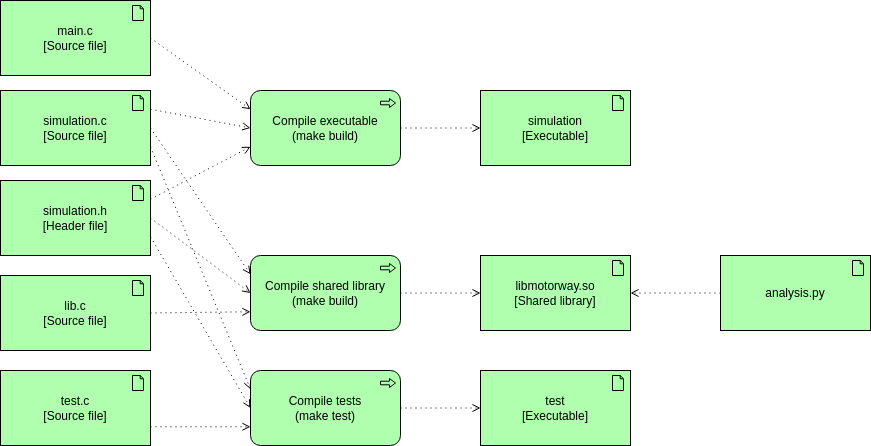 main.c
[Source file]
simulation.c
[Source file]
Compile executable
(make build)
simulation
[Executable]
simulation.h
[Header file]
lib.c
[Source file]
Compile shared library
(make build)
libmotorway.so
[Shared library]
analysis.py
test.c
[Source file]
Compile tests
(make test)
test
[Executable]